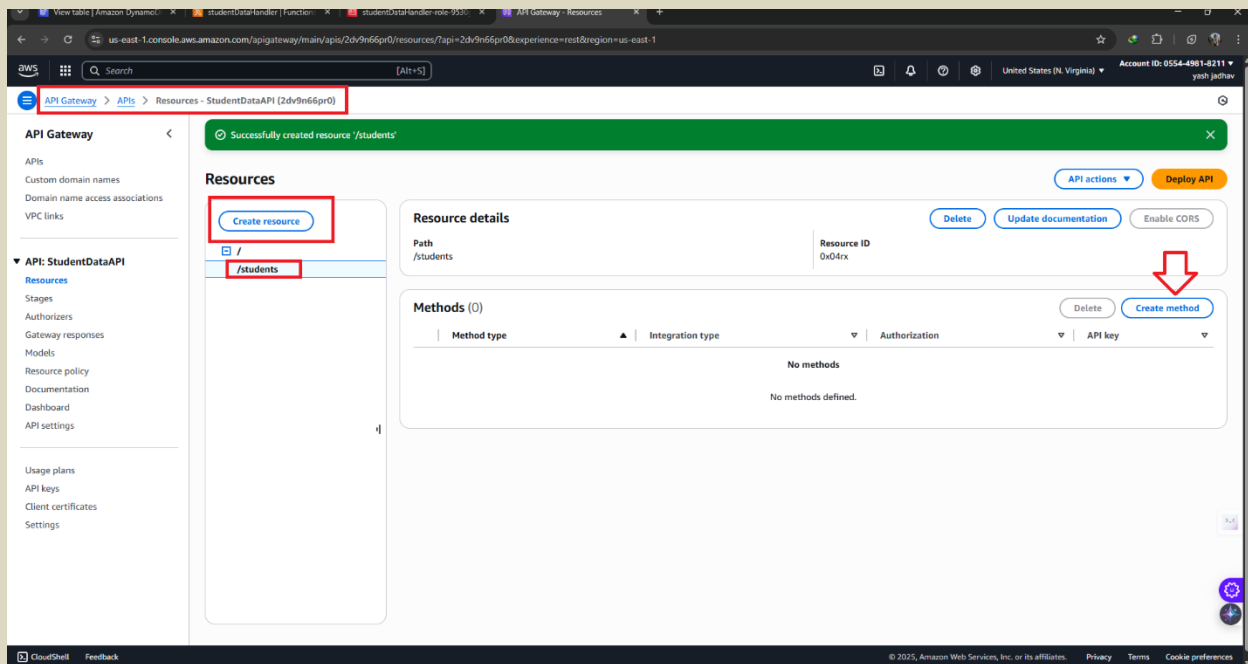 View table | Amazon DynamoD
studentDataHandler | Function
studentDataHandler-role-9530
API Gateway - Resources
us-east-1.console.aws.amazon.com/apigateway/main/apis/2dv9n66pr0/resources/?api=2dv9n66pr0&experience=rest&region=us-east-1
aws
Search
[Alt+S]
United States (N. Virginia)
Account ID: 0554-4981-8211
yash jadhav
API Gateway > APIs > Resources - StudentDataAPI (2dv9n66pr0)
API Gateway
APIs
Custom domain names
Domain name access associations
VPC links
API: StudentDataAPI
Resources
Stages
Authorizers
Gateway responses
Models
Resource policy
Documentation
Dashboard
API settings
Usage plans
API keys
Client certificates
Settings
Successfully created resource '/students'
Resources
API actions
Deploy API
Create resource
/
/students
Resource details
Delete
Update documentation
Enable CORS
Path
/students
Resource ID
0x04rx
Methods (0)
Delete
Create method
Method type
Integration type
Authorization
API key
No methods
No methods defined.
CloudShell
Feedback
© 2025, Amazon Web Services, Inc. or its affiliates.
Privacy
Terms
Cookie preferences